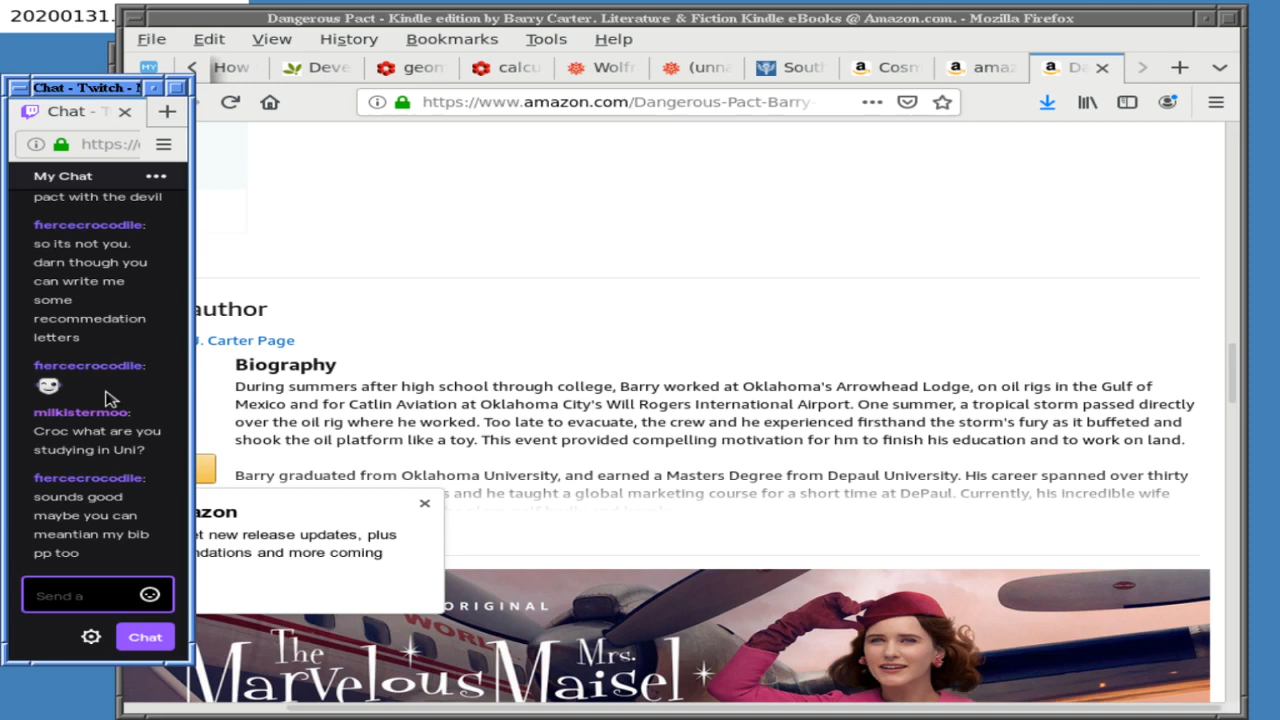 20200131.
Dangerous Pact - Kindle edition by Barry Carter. Literature & Fiction Kindle eBooks @ Amazon.com. - Mozilla Firefox
File Edit View History Bookmarks Tools Help
MY How Deve geon calcu Wolfr (unna Sout Cosn amaz Da
https://www.amazon.com/Dangerous-Pact-Barry-
Chat - Twitch - M
Chat - T
https://
My Chat
pact with the devil
fiercecrocodile:
so its not you.
darn though you
can write me
some
recommedation
letters
fiercecrocodile:
milkistermoo:
Croc what are you
studying in Uni?
fiercecrocodile:
sounds good
maybe you can
meantian my bib
pp too
Send a
Chat
author
J. Carter Page
Biography
During summers after high school through college, Barry worked at Oklahoma's Arrowhead Lodge, on oil rigs in the Gulf of
Mexico and for Catlin Aviation at Oklahoma City's Will Rogers International Airport. One summer, a tropical storm passed directly
over the oil rig where he worked. Too late to evacuate, the crew and he experienced firsthand the storm's fury as it buffeted and
shook the oil platform like a toy. This event provided compelling motivation for hm to finish his education and to work on land.
Barry graduated from Oklahoma University, and earned a Masters Degree from Depaul University. His career spanned over thirty
s and he taught a global marketing course for a short time at DePaul. Currently, his incredible wife
azon
et new release updates, plus
ndations and more coming
ORIGINAL
WORL
The Mrs.
Marvelous Maisel